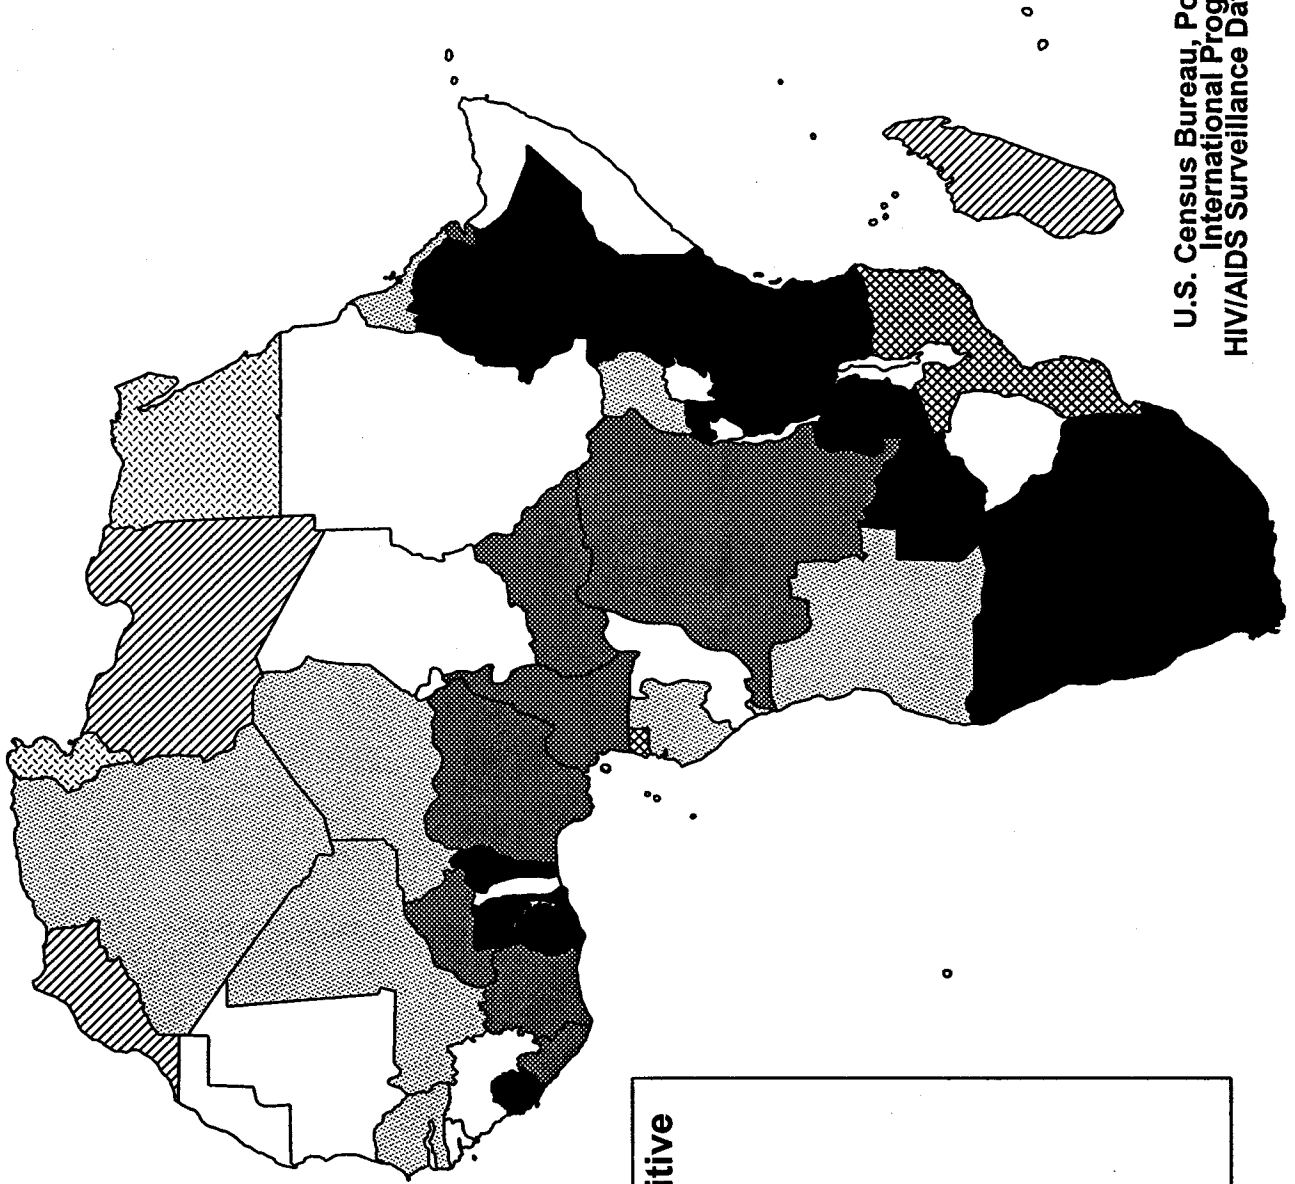 U.S. Census Bureau, Po
International Prog
HIV/AIDS Surveillance Da
itive